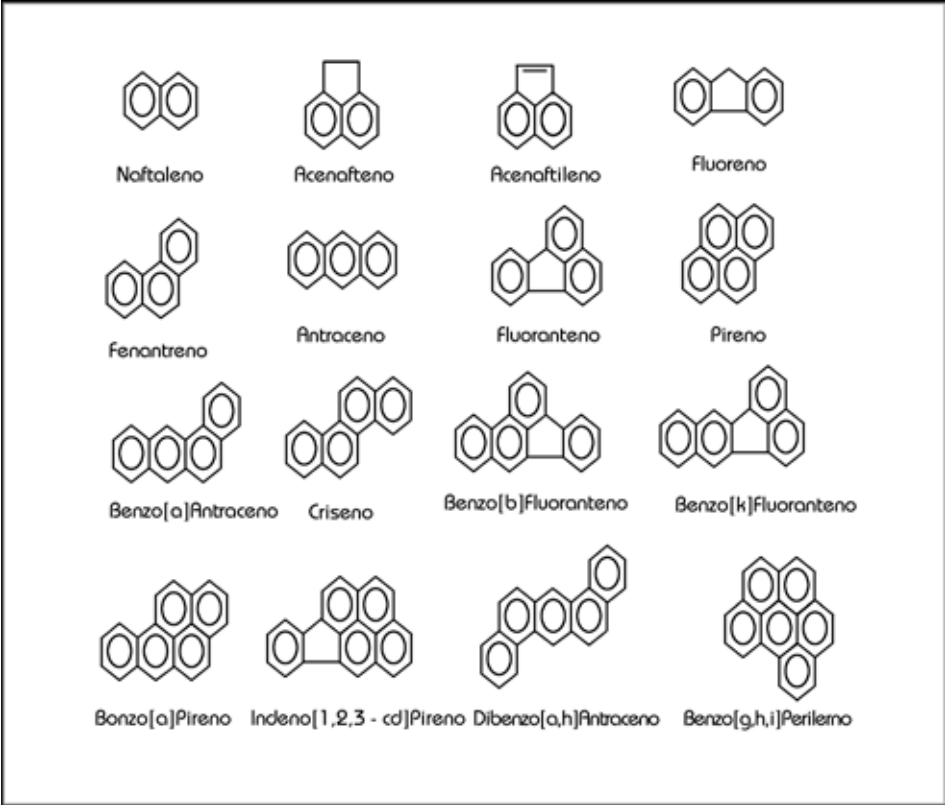 Naftaleno
Acenafteno
Acenaftileno
Fluoreno
Fenantreno
Antraceno
Fluoranteno
Pireno
Benzo[a]Antraceno
Criseno
Benzo[b]Fluoranteno
Benzo[k]Fluoranteno
Bonzo[a]Pireno
Indeno[1,2,3 - cd]Pireno
Dibenzo[a,h]Antraceno
Benzo[g,h,i]Perilerno